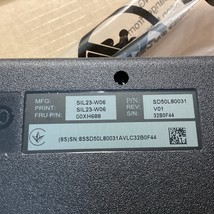 MFG: SIL23-W06 P/N: SD50L80031
PRINT: SIL23-W06 REV.: V01
FRU P/N: 00XH688 S/N: 32B0F44
(8S)SN:8SSD50L80031AVLC32B0F44